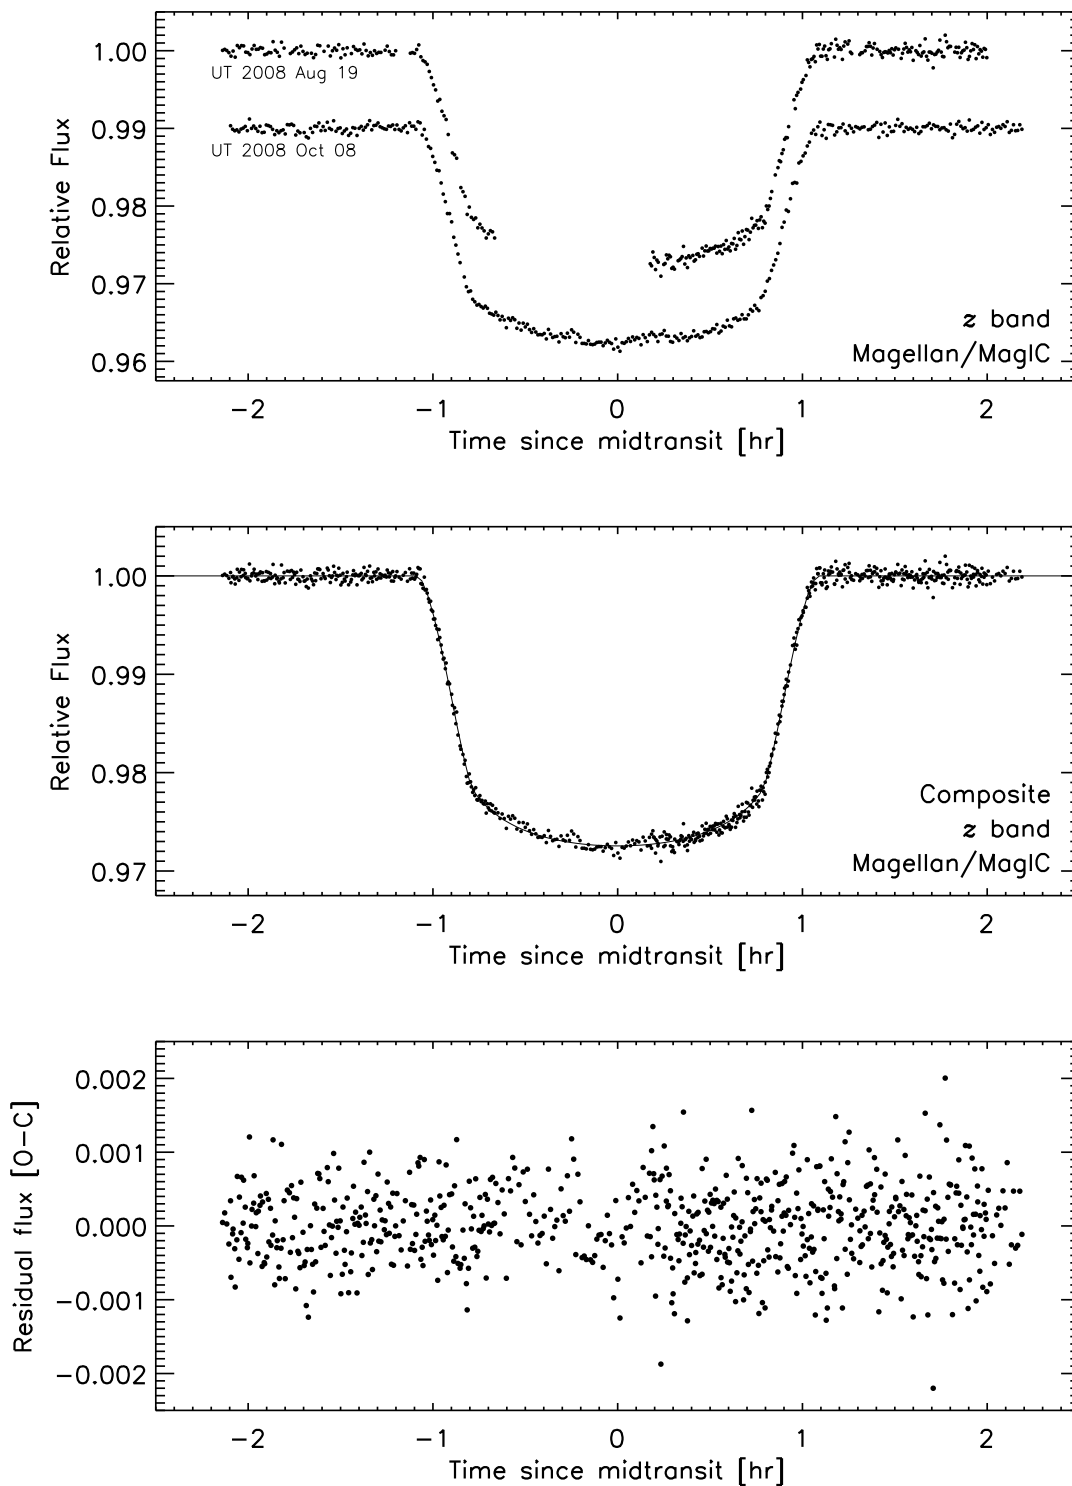 1.00
UT 2008 Aug 19
0.99
UT 2008 Oct 08
0.98
0.97
0.96
Relative Flux
z band
Magellan/MagIC
−2 −1 0 1 2
Time since midtransit [hr]
1.00
0.99
0.98
0.97
Relative Flux
Composite
z band
Magellan/MagIC
−2 −1 0 1 2
Time since midtransit [hr]
0.002
0.001
0.000
−0.001
−0.002
Residual flux [O−C]
−2 −1 0 1 2
Time since midtransit [hr]